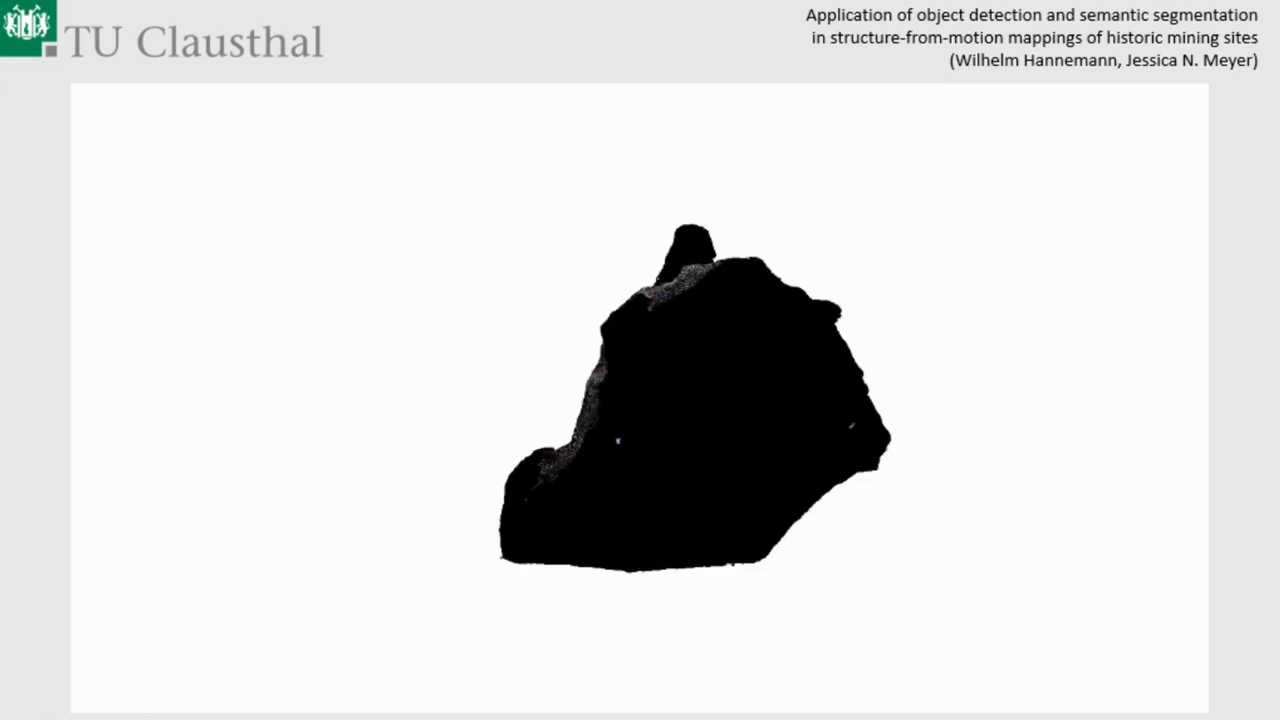 TU Clausthal
Application of object detection and semantic segmentation
in structure-from-motion mappings of historic mining sites
(Wilhelm Hannemann, Jessica N. Meyer)